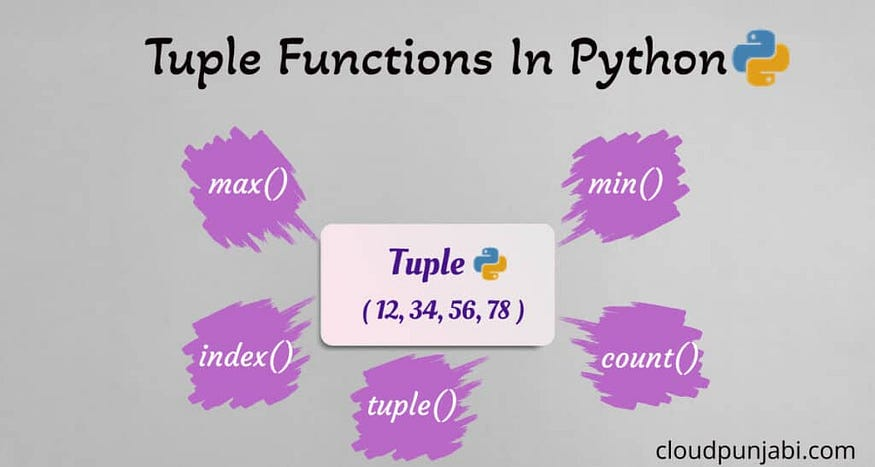 Tuple Functions In Python
max()
min()
Tuple
( 12, 34, 56, 78 )
index()
count()
tuple()
cloudpunjabi.com